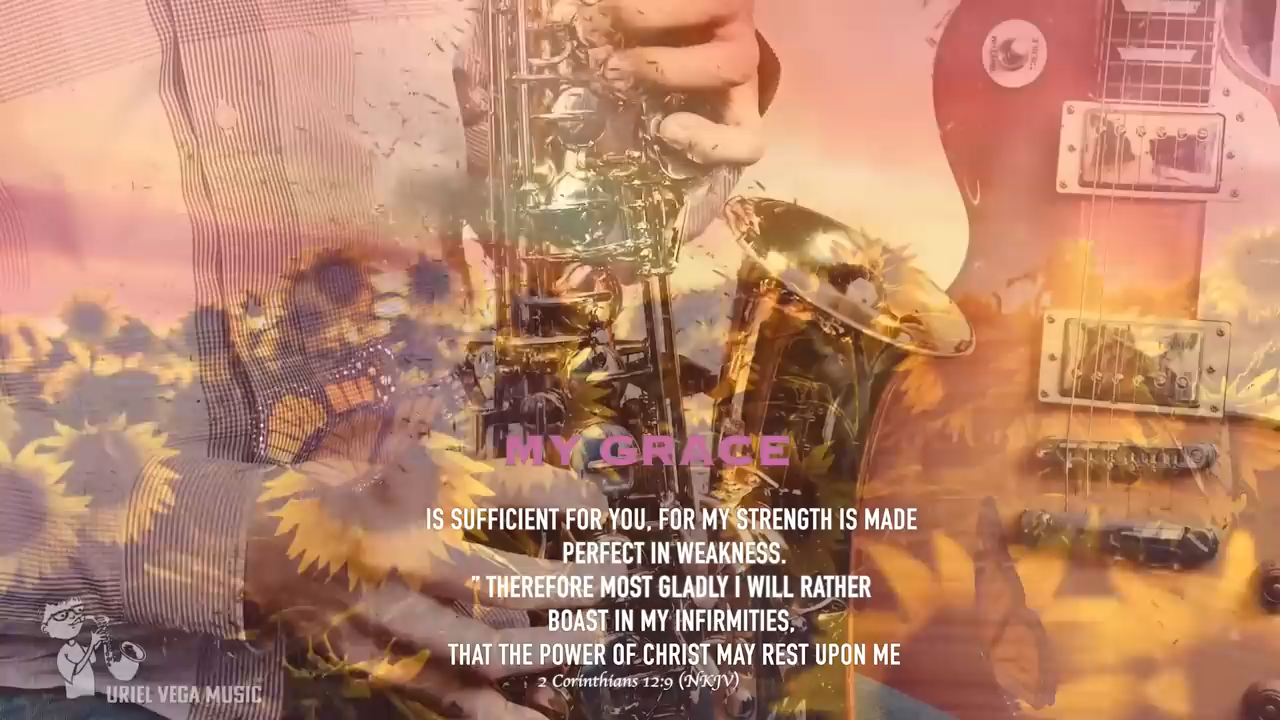 RHYTHM
TREBLE
MY GRACE
IS SUFFICIENT FOR YOU, FOR MY STRENGTH IS MADE
PERFECT IN WEAKNESS.
" THEREFORE MOST GLADLY I WILL RATHER
BOAST IN MY INFIRMITIES,
THAT THE POWER OF CHRIST MAY REST UPON ME
2 Corinthians 12:9 (NKJV)
URIEL VEGA MUSIC